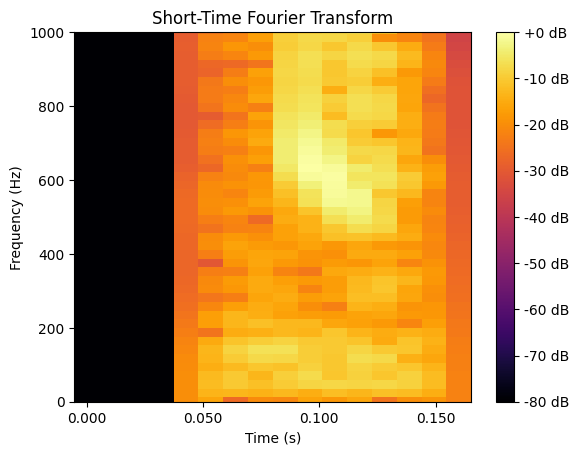 Short-Time Fourier Transform
Frequency (Hz)
1000
800
600
400
200
0
0.000
0.050
0.100
0.150
Time (s)
+0 dB
-10 dB
-20 dB
-30 dB
-40 dB
-50 dB
-60 dB
-70 dB
-80 dB